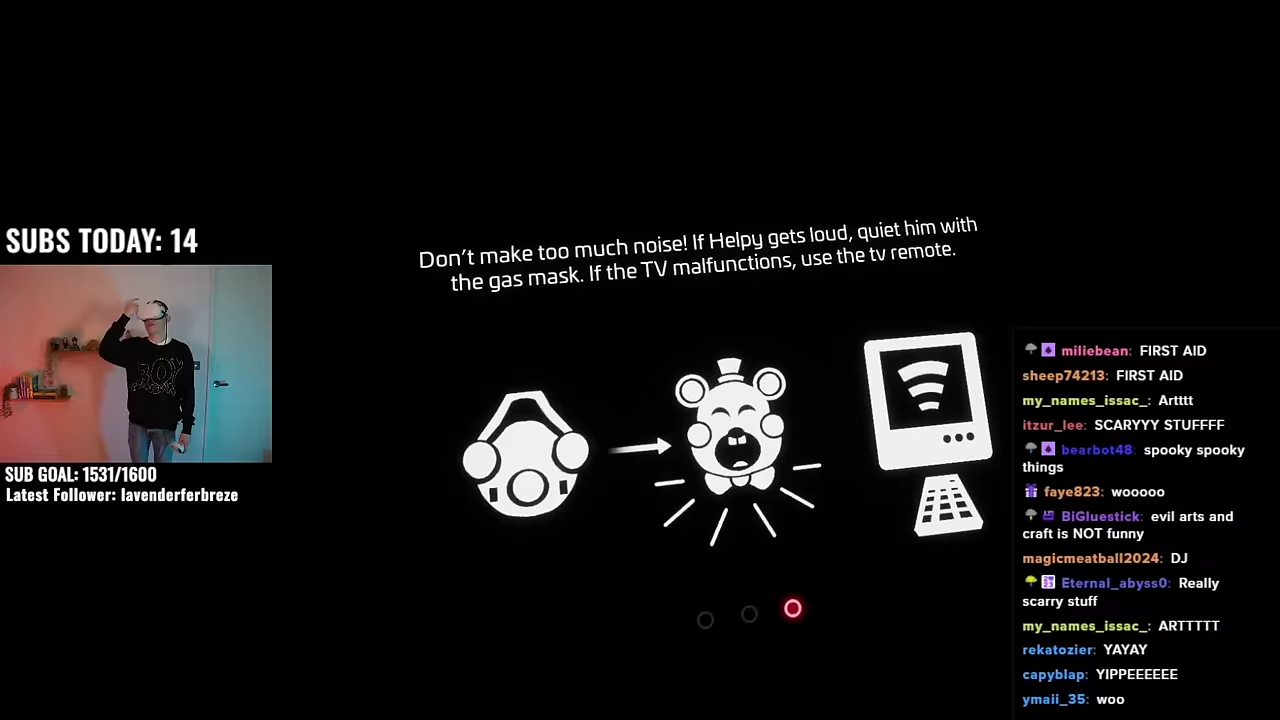 SUBS TODAY: 14
SUB GOAL: 1531/1600
Latest Follower: lavenderferbreze
Don't make too much noise! If Helpy gets loud, quiet him with
the gas mask. If the TV malfunctions, use the tv remote.
miliebean: FIRST AID
sheep74213: FIRST AID
my_names_issac_: Artttt
itzur_lee: SCARYYY STUFFFF
bearbot48: spooky spooky
things
faye823: wooooo
BiGluestick: evil arts and
craft is NOT funny
magicmeatball2024: DJ
Eternal_abyss0: Really
scarry stuff
my_names_issac_: ARTTTTT
rekatozier: YAYAY
capyblap: YIPPEEEEEE
ymaii_35: woo